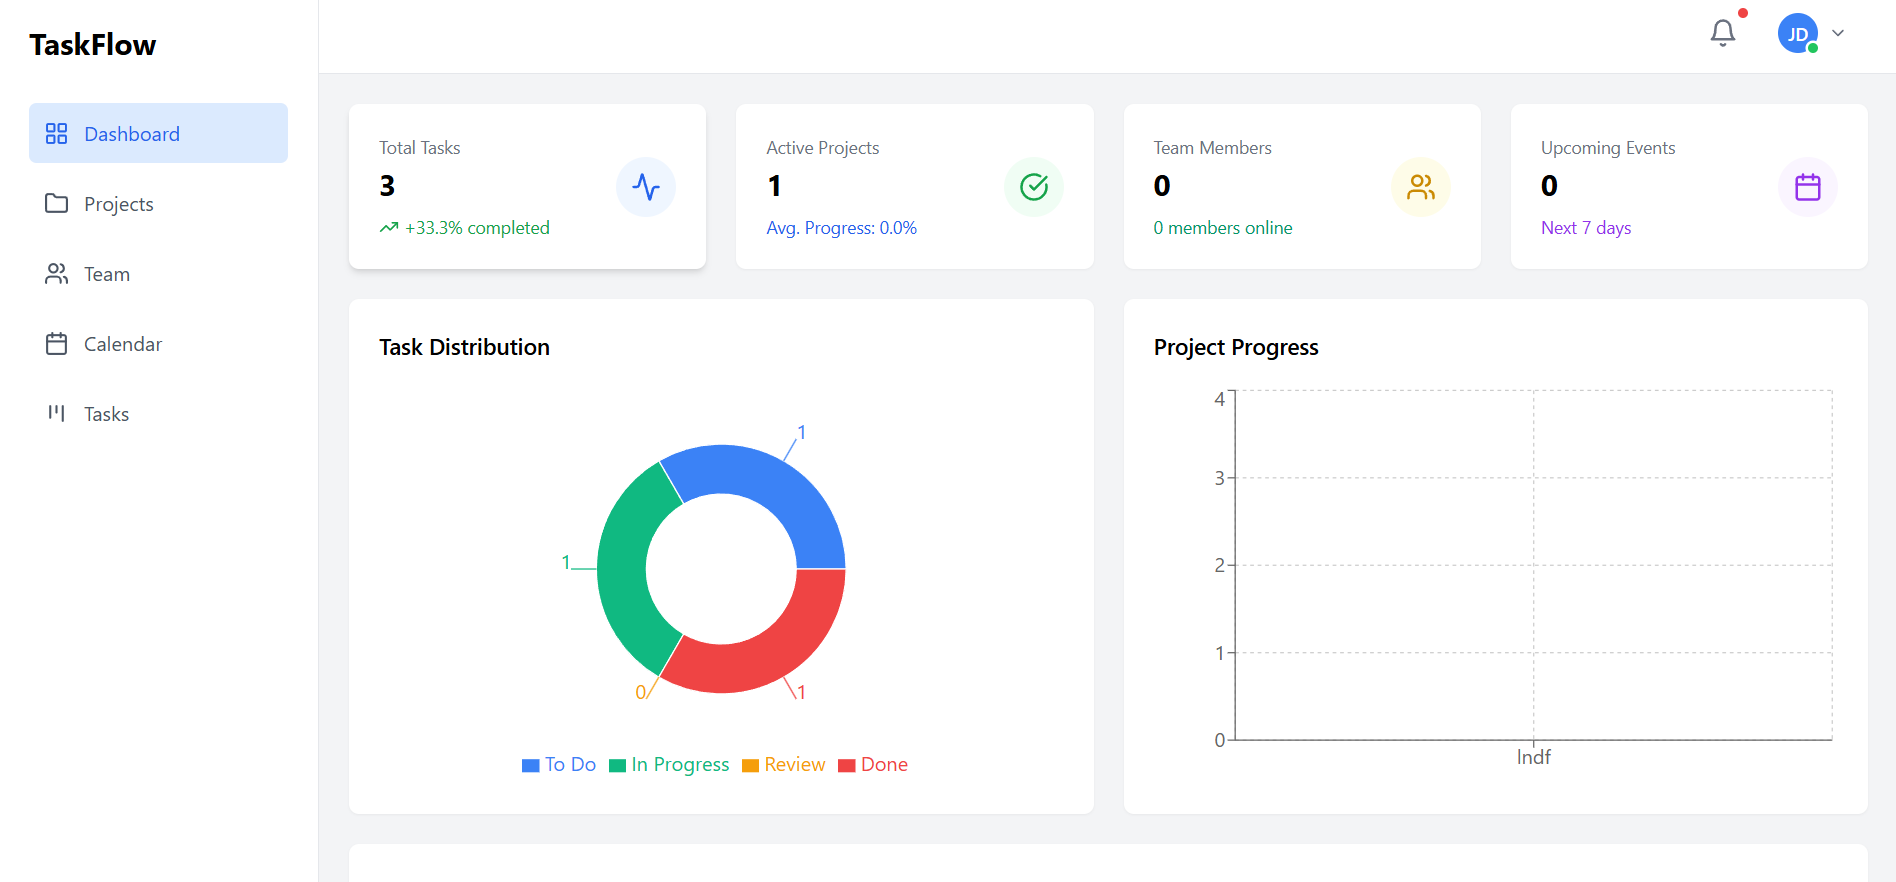 TaskFlow
JD
Dashboard
Projects
Team
Calendar
Tasks
Total Tasks
3
+33.3% completed
Active Projects
1
Avg. Progress: 0.0%
Team Members
0
0 members online
Upcoming Events
0
Next 7 days
Task Distribution
1
1
0
1
To Do In Progress Review Done
Project Progress
4
3
2
1
0
lndf